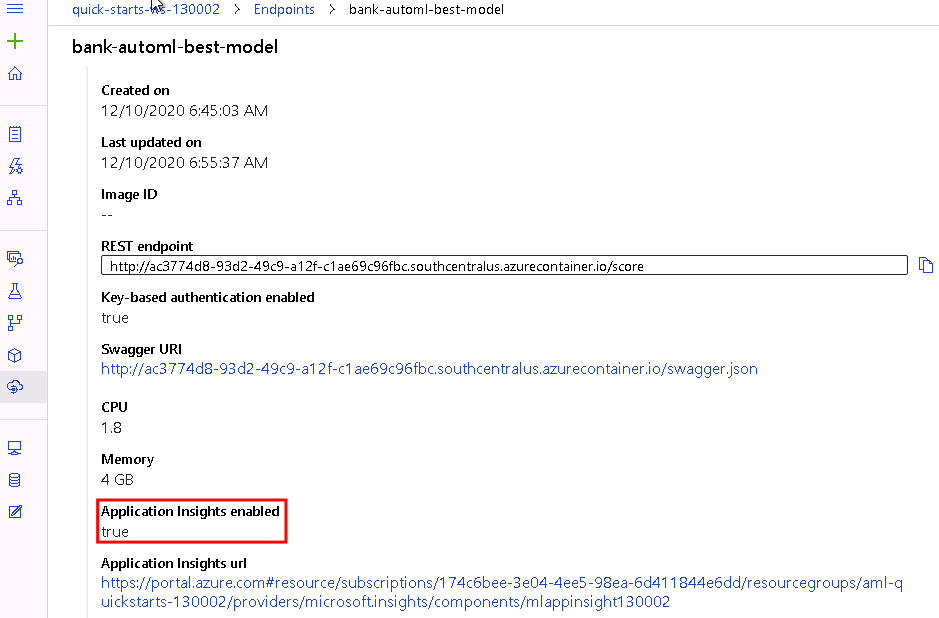 quick-starts-ws-130002 > Endpoints > bank-automl-best-model
bank-automl-best-model
Created on
12/10/2020 6:45:03 AM
Last updated on
12/10/2020 6:55:37 AM
Image ID
--
REST endpoint
http://ac3774d8-93d2-49c9-a12f-c1ae69c96fbc.southcentralus.azurecontainer.io/score
Key-based authentication enabled
true
Swagger URI
http://ac3774d8-93d2-49c9-a12f-c1ae69c96fbc.southcentralus.azurecontainer.io/swagger.json
CPU
1.8
Memory
4 GB
Application Insights enabled
true
Application Insights url
https://portal.azure.com#resource/subscriptions/174c6bee-3e04-4ee5-98ea-6d411844e6dd/resourcegroups/aml-q
uickstarts-130002/providers/microsoft.insights/components/mlappinsight130002